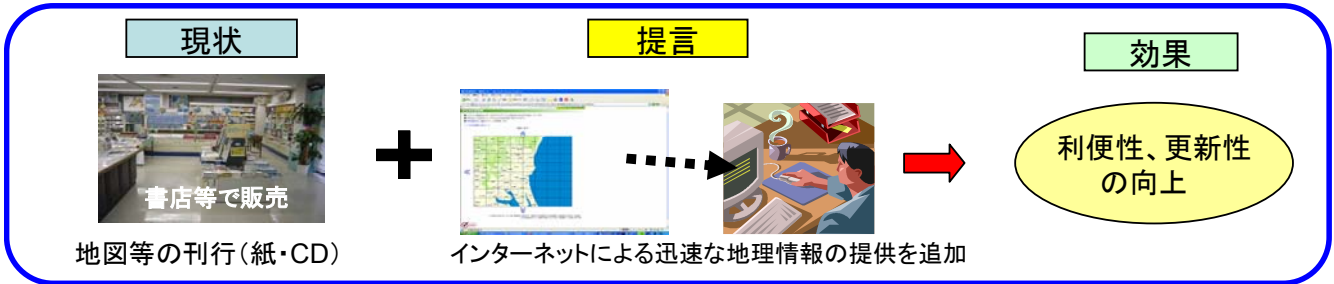 現状
提言
効果
書店等で販売
利便性、更新性
の向上
地図等の刊行(紙・CD)
インターネットによる迅速な地理情報の提供を追加